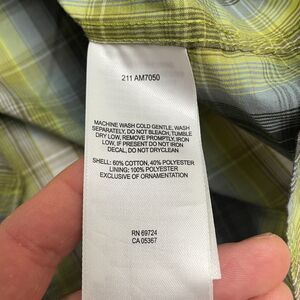 211 AM7050
MACHINE WASH COLD GENTLE, WASH
SEPARATELY, DO NOT BLEACH, TUMBLE
DRY LOW, REMOVE PROMPTLY, IRON
LOW, IF PRESENT DO NOT IRON
DECAL, DO NOT DRYCLEAN
SHELL: 60% COTTON, 40% POLYESTER
LINING: 100% POLYESTER
EXCLUSIVE OF ORNAMENTATION
RN 69724
CA 05367